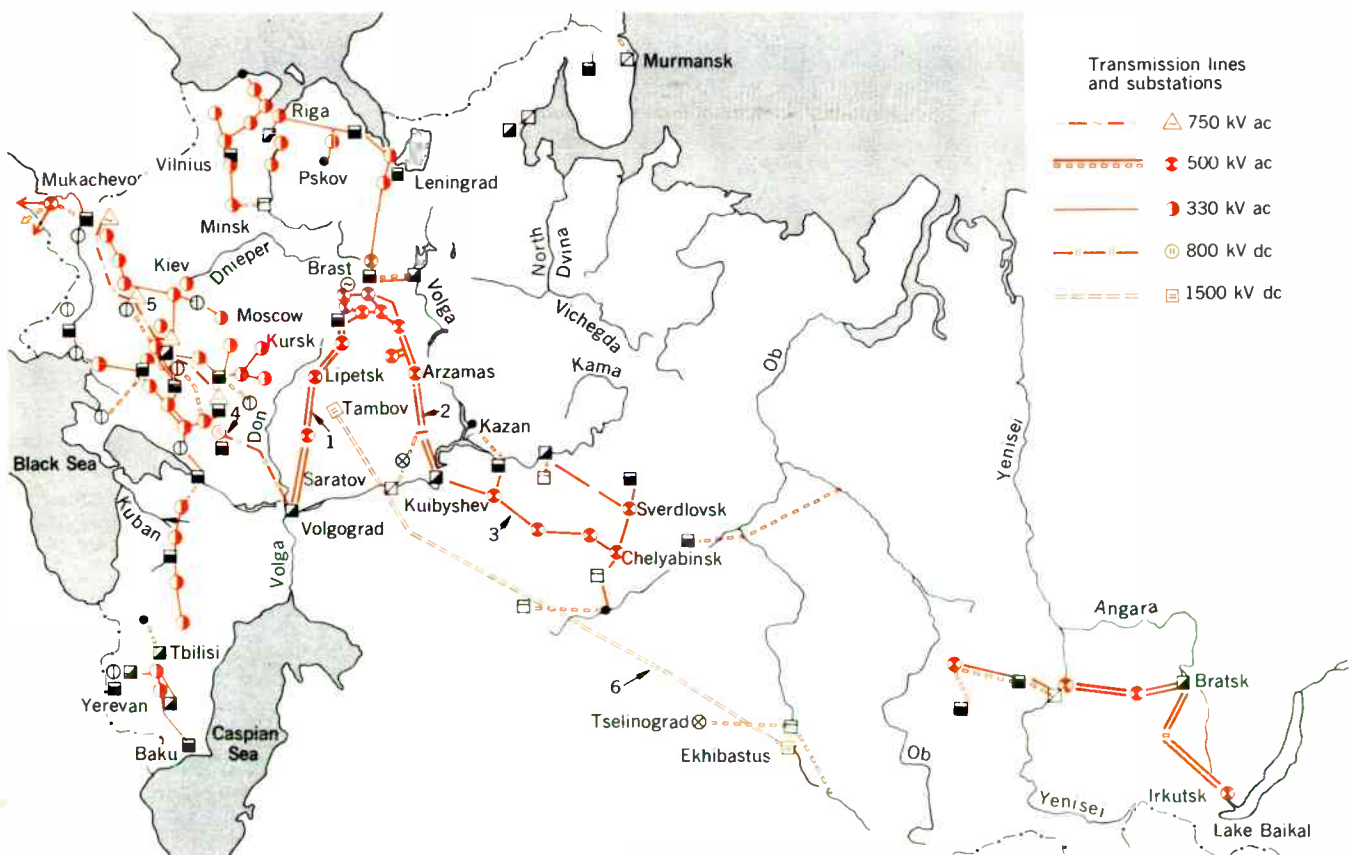 Murmansk
Transmission lines
and substations
750 kV ac
500 kV ac
330 kV ac
800 kV dc
1500 kV dc
Riga
Vilnius
Pskov
Leningrad
Mukachevo
Minsk
North
Dvina
Kiev
Dnieper
Brast
Volga
Vichegda
5
Moscow
Kursk
Ob
Kama
Lipetsk
Arzamas
Yenisei
Tambov
2
4
Don
1
Kazan
Black Sea
Saratov
Kuibyshev
Sverdlovsk
Kuban
Volgograd
3
Chelyabinsk
Volga
Angara
Tbilisi
6
Bratsk
Yerevan
Tselinograd
Caspian
Sea
Baku
Ekhibastus
Ob
Yenisei
Irkutsk
Lake Baikal